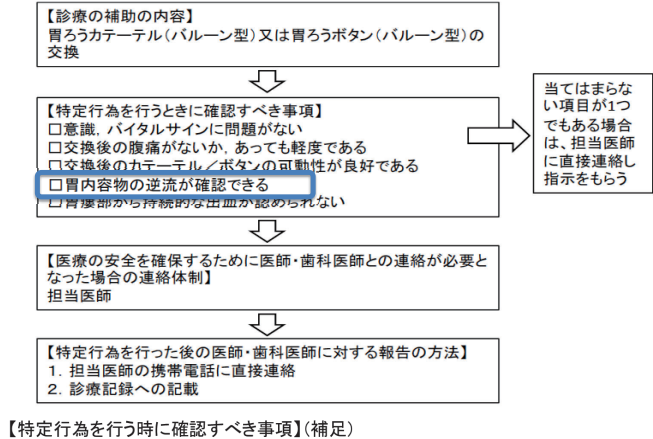 【診療の補助の内容】
胃ろうカテーテル(バルーン型)又は胃ろうボタン(バルーン型)の
交換
【特定行為を行うときに確認すべき事項】
□意識，バイタルサインに問題がない
□交換後の腹痛がないか，あっても軽度である
□交換後のカテーテル／ボタンの可動性が良好である
□胃内容物の逆流が確認できる
□胃瘻部から持続的な出血が認められない
当てはまらな
い項目が1つ
でもある場合
は、担当医師
に直接連絡し
指示をもらう
【医療の安全を確保するために医師・歯科医師との連絡が必要と
なった場合の連絡体制】
担当医師
【特定行為を行った後の医師・歯科医師に対する報告の方法】
１．担当医師の携帯電話に直接連絡
２．診療記録への記載
【特定行為を行う時に確認すべき事項】(補足)